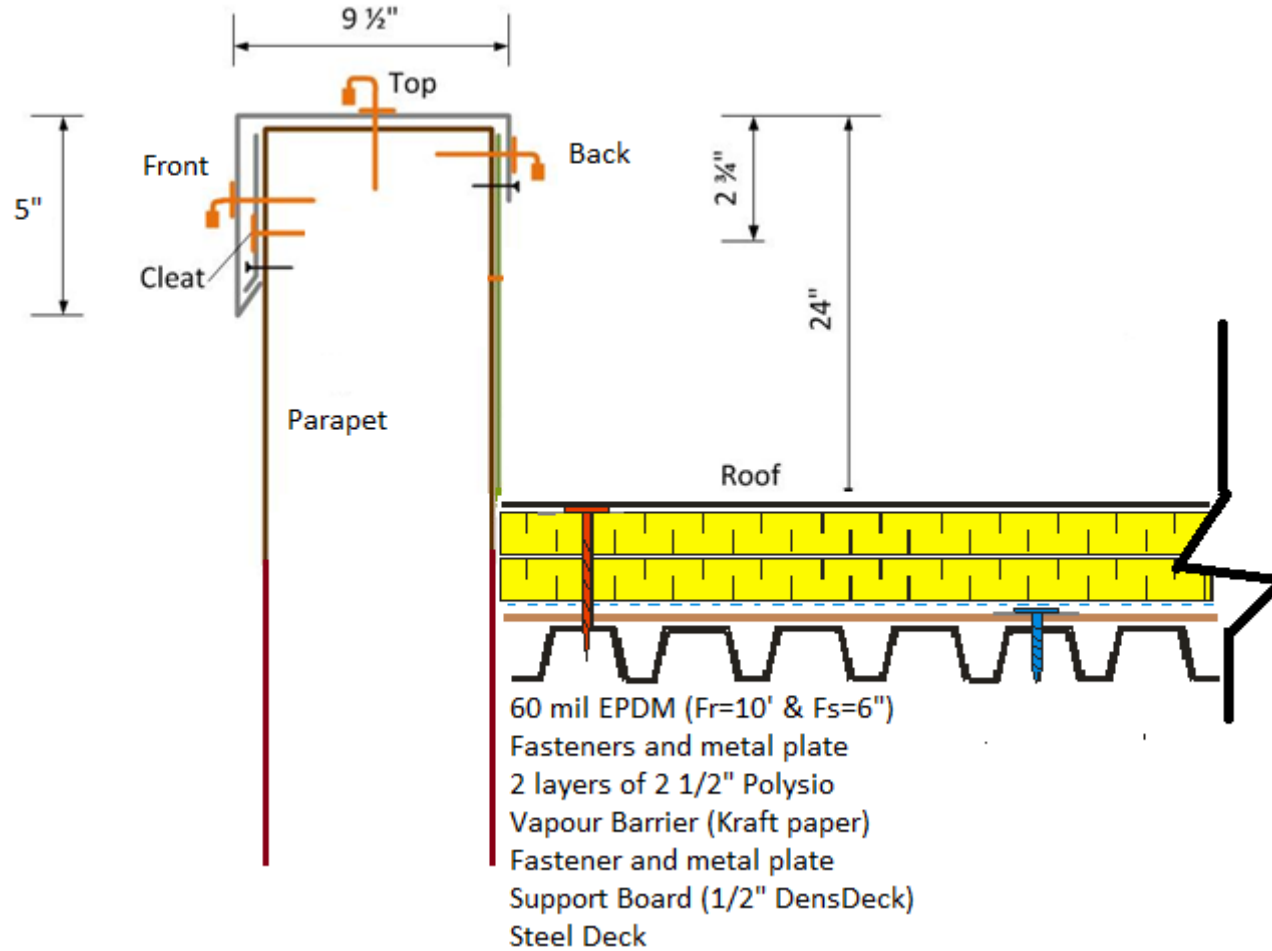 9 ½"
Top
Front
Back
5"
2 ¾"
Cleat
24"
Parapet
Roof
60 mil EPDM (Fr=10' & Fs=6")
Fasteners and metal plate
2 layers of 2 1/2" Polysio
Vapour Barrier (Kraft paper)
Fastener and metal plate
Support Board (1/2" DensDeck)
Steel Deck